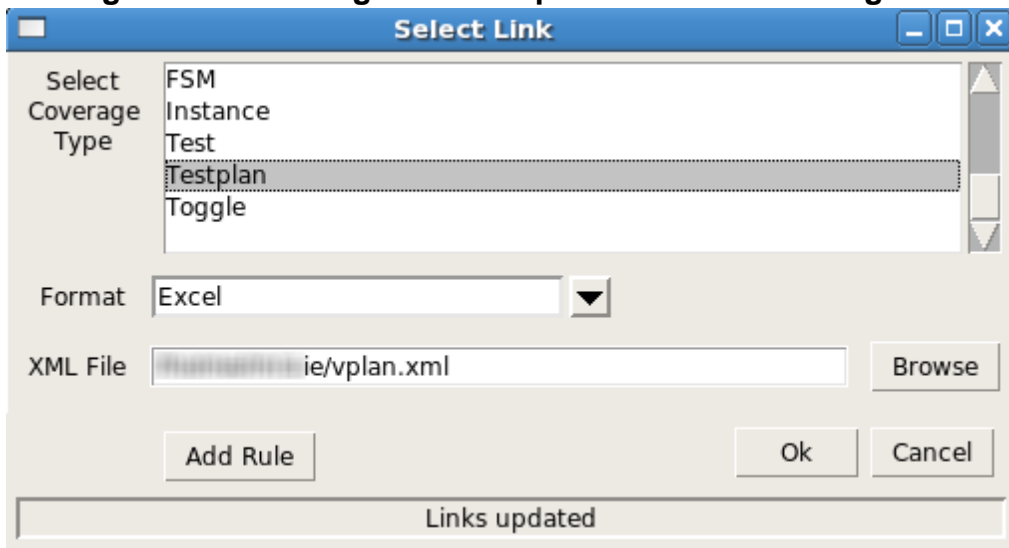 Select Link
Select
Coverage
Type
FSM
Instance
Test
Testplan
Toggle
Format
Excel
XML File
ie/vplan.xml
Browse
Add Rule
Ok
Cancel
Links updated